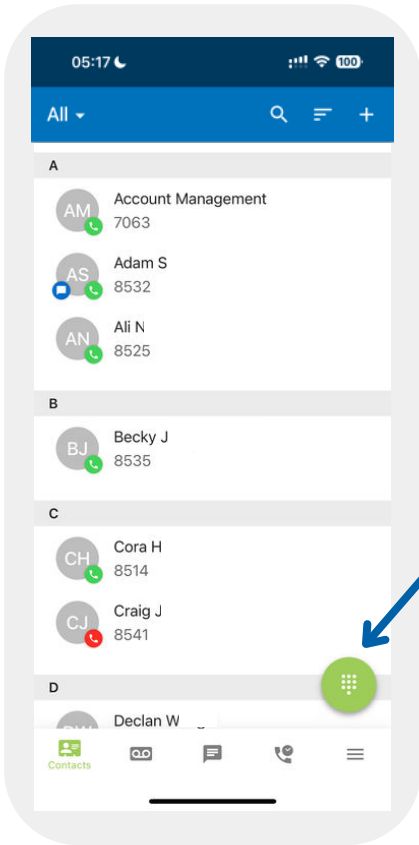 05:17
100
All
A
AM
Account Management
7063
AS
Adam S
8532
AN
Ali N
8525
B
BJ
Becky J
8535
C
CH
Cora H
8514
CJ
Craig J
8541
D
DW
Declan W
Contacts